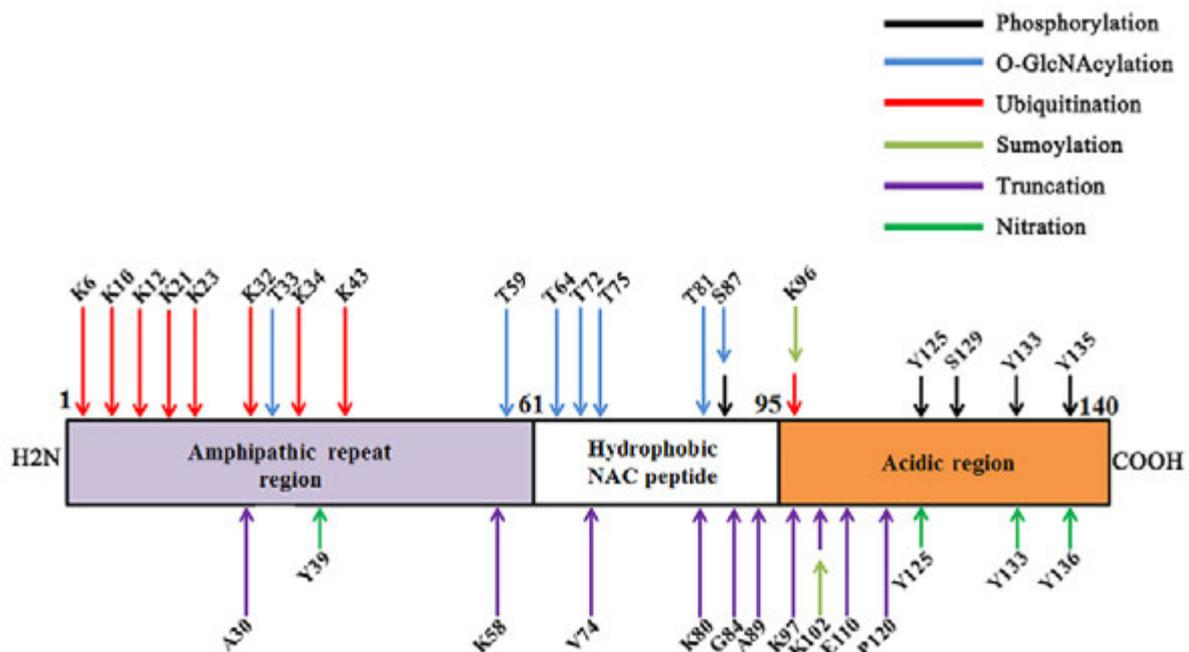 Phosphorylation
O-GlcNAcylation
Ubiquitination
Sumoylation
Truncation
Nitration
K6 K10 K12 K21 K23 K32 T33 K34 K43 T59 T64 T72 T75 T81 S87 K96
Y125 S129 Y133 Y135
1 61 95 140
H2N Amphipathic repeat region Hydrophobic NAC peptide Acidic region COOH
Y39 Y125 Y133 Y136
A30 K58 V74 K80 G84 A89 K97 K102 E110 P120